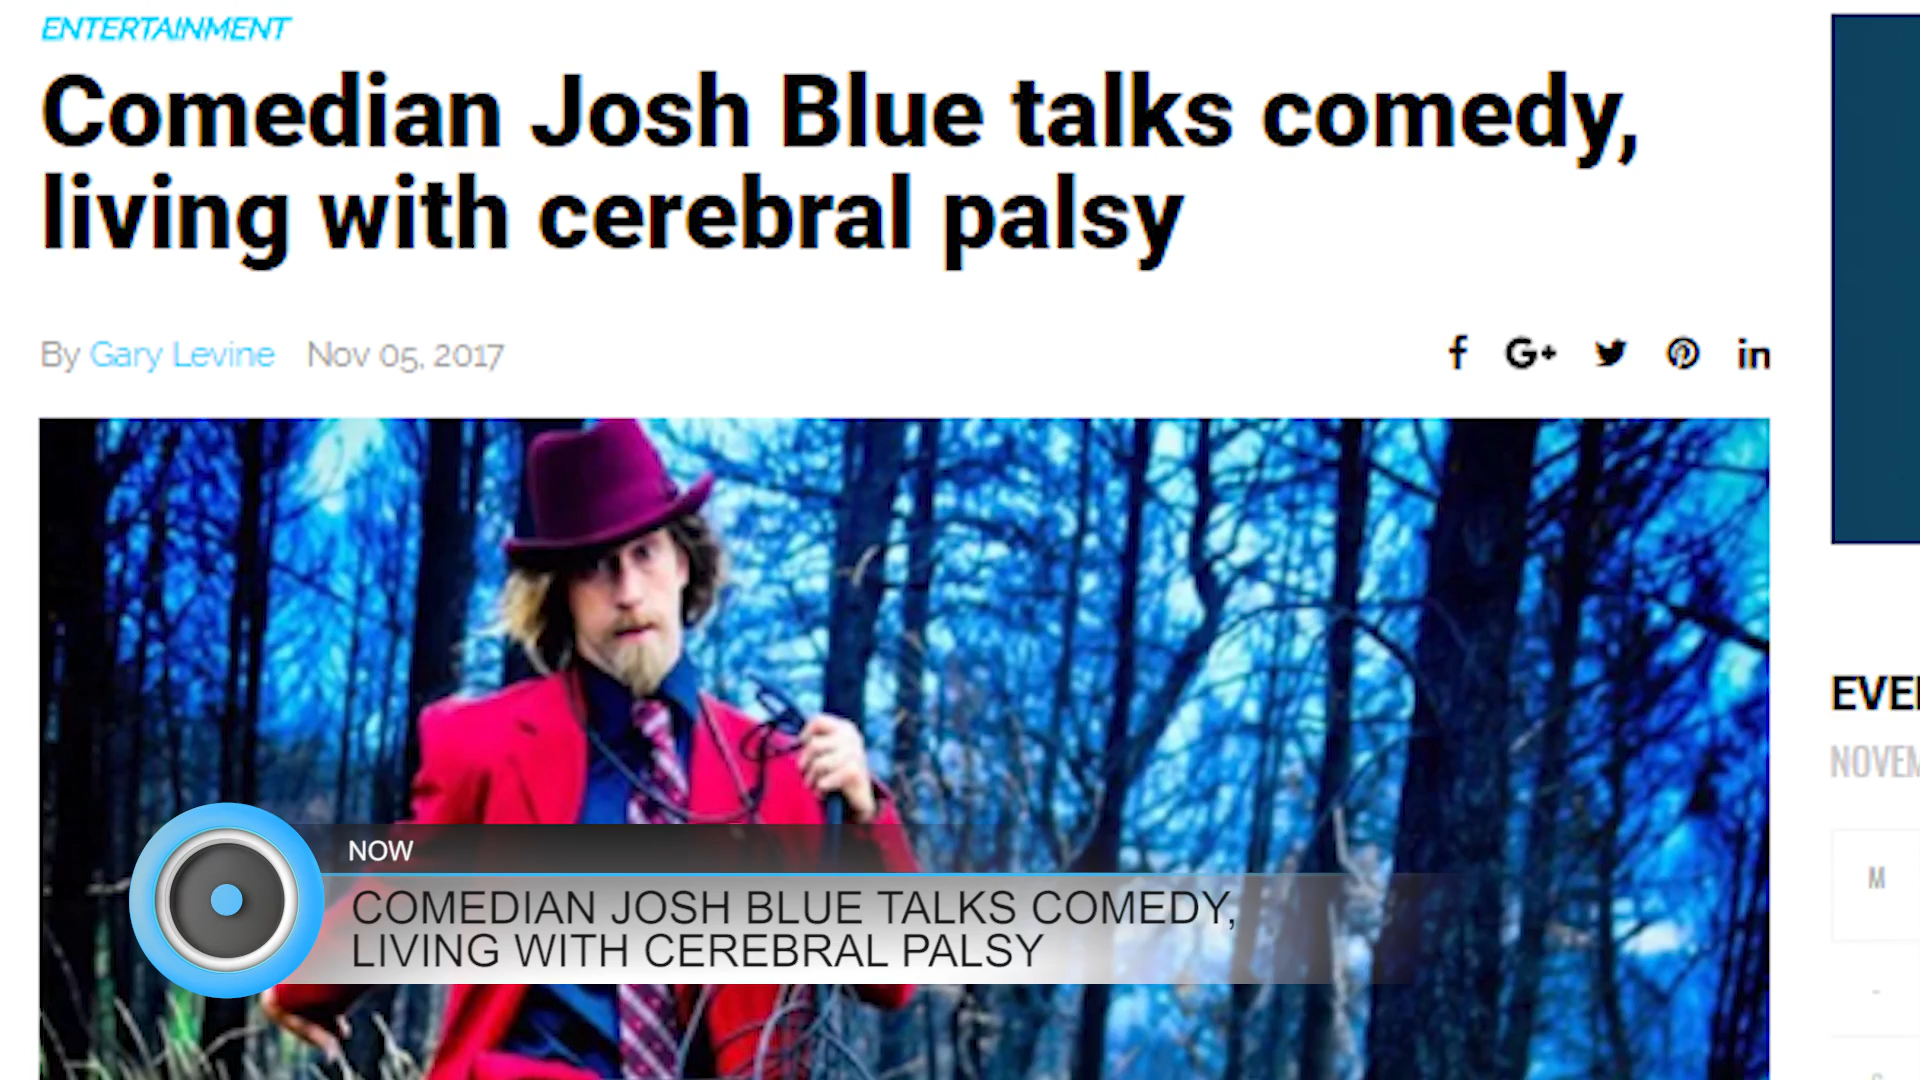 ENTERTAINMENT
Comedian Josh Blue talks comedy,
living with cerebral palsy
By Gary Levine Nov 05, 2017
f G+ in
NOW
COMEDIAN JOSH BLUE TALKS COMEDY,
LIVING WITH CEREBRAL PALSY
M
-